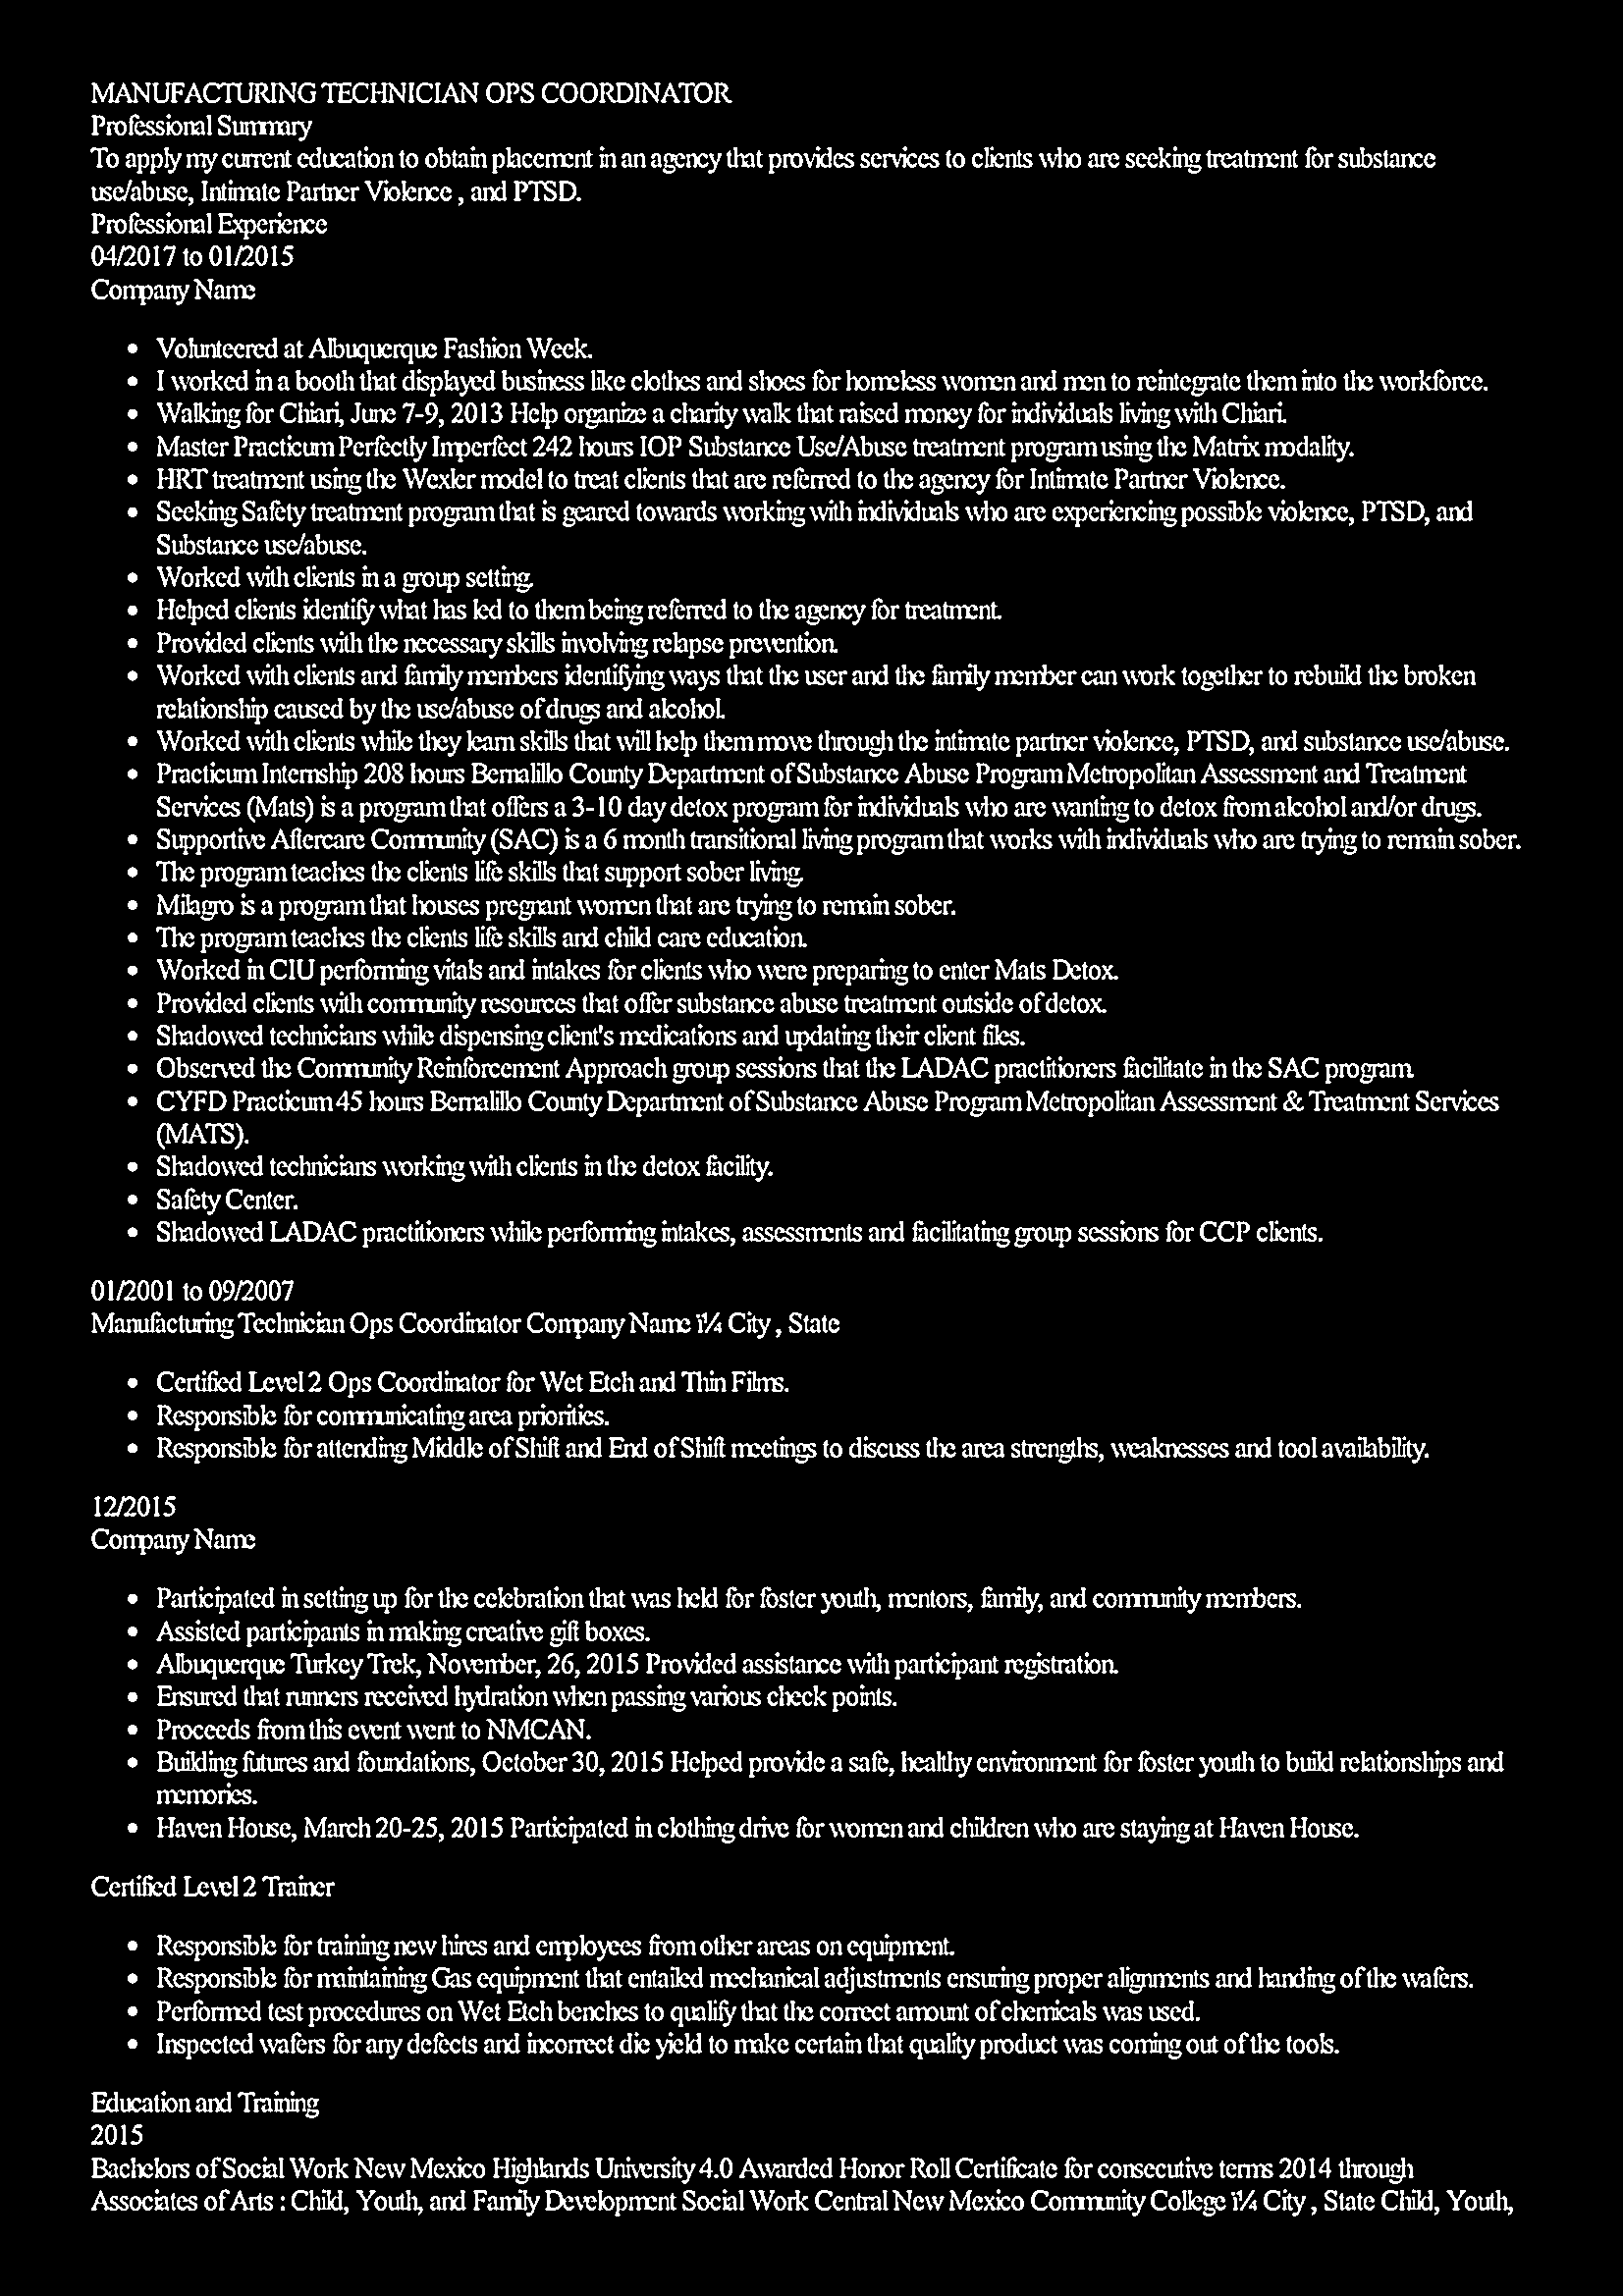 MANUFACTURING TECHNICIAN OPS COORDINATOR
Professional Summary
To apply my current education to obtain placement in an agency that provides services to clients who are seeking treatment for substance
use/abuse, Intimate Partner Violence , and PTSD.
Professional Experience
04/2017 to 01/2015
Company Name
• Volunteered at Albuquerque Fashion Week.
• I worked in a booth that displayed business like clothes and shoes for homeless women and men to reintegrate them into the workforce.
• Walking for Chiari, June 7-9, 2013 Help organize a charity walk that raised money for individuals living with Chiari.
• Master Practicum Perfectly Imperfect 242 hours IOP Substance Use/Abuse treatment program using the Matrix modality.
• HRT treatment using the Wexler model to treat clients that are referred to the agency for Intimate Partner Violence.
• Seeking Safety treatment program that is geared towards working with individuals who are experiencing possible violence, PTSD, and
Substance use/abuse.
• Worked with clients in a group setting.
• Helped clients identify what has led to them being referred to the agency for treatment.
• Provided clients with the necessary skills involving relapse prevention.
• Worked with clients and family members identifying ways that the user and the family member can work together to rebuild the broken
relationship caused by the use/abuse of drugs and alcohol.
• Worked with clients while they learn skills that will help them move through the intimate partner violence, PTSD, and substance use/abuse.
• Practicum Internship 208 hours Bernalillo County Department of Substance Abuse Program Metropolitan Assessment and Treatment
Services (Mats) is a program that offers a 3-10 day detox program for individuals who are wanting to detox from alcohol and/or drugs.
• Supportive Aftercare Community (SAC) is a 6 month transitional living program that works with individuals who are trying to remain sober.
• The program teaches the clients life skills that support sober living.
• Milagro is a program that houses pregnant women that are trying to remain sober.
• The program teaches the clients life skills and child care education.
• Worked in CIU performing vitals and intakes for clients who were preparing to enter Mats Detox.
• Provided clients with community resources that offer substance abuse treatment outside of detox.
• Shadowed technicians while dispensing client's medications and updating their client files.
• Observed the Community Reinforcement Approach group sessions that the LADAC practitioners facilitate in the SAC program.
• CYFD Practicum 45 hours Bernalillo County Department of Substance Abuse Program Metropolitan Assessment & Treatment Services
(MATS).
• Shadowed technicians working with clients in the detox facility.
• Safety Center.
• Shadowed LADAC practitioners while performing intakes, assessments and facilitating group sessions for CCP clients.
01/2001 to 09/2007
Manufacturing Technician Ops Coordinator Company Name ï¼ City , State
• Certified Level 2 Ops Coordinator for Wet Etch and Thin Films.
• Responsible for communicating area priorities.
• Responsible for attending Middle of Shift and End of Shift meetings to discuss the area strengths, weaknesses and tool availability.
12/2015
Company Name
• Participated in setting up for the celebration that was held for foster youth, mentors, family, and community members.
• Assisted participants in making creative gift boxes.
• Albuquerque Turkey Trek, November, 26, 2015 Provided assistance with participant registration.
• Ensured that runners received hydration when passing various check points.
• Proceeds from this event went to NMCAN.
• Building futures and foundations, October 30, 2015 Helped provide a safe, healthy environment for foster youth to build relationships and
memories.
• Haven House, March 20-25, 2015 Participated in clothing drive for women and children who are staying at Haven House.
Certified Level 2 Trainer
• Responsible for training new hires and employees from other areas on equipment.
• Responsible for maintaining Gas equipment that entailed mechanical adjustments ensuring proper alignments and handing of the wafers.
• Performed test procedures on Wet Etch benches to qualify that the correct amount of chemicals was used.
• Inspected wafers for any defects and incorrect die yield to make certain that quality product was coming out of the tools.
Education and Training
2015
Bachelors of Social Work New Mexico Highlands University 4.0 Awarded Honor Roll Certificate for consecutive terms 2014 through
Associates of Arts : Child, Youth, and Family Development Social Work Central New Mexico Community College ï¼ City , State Child, Youth,